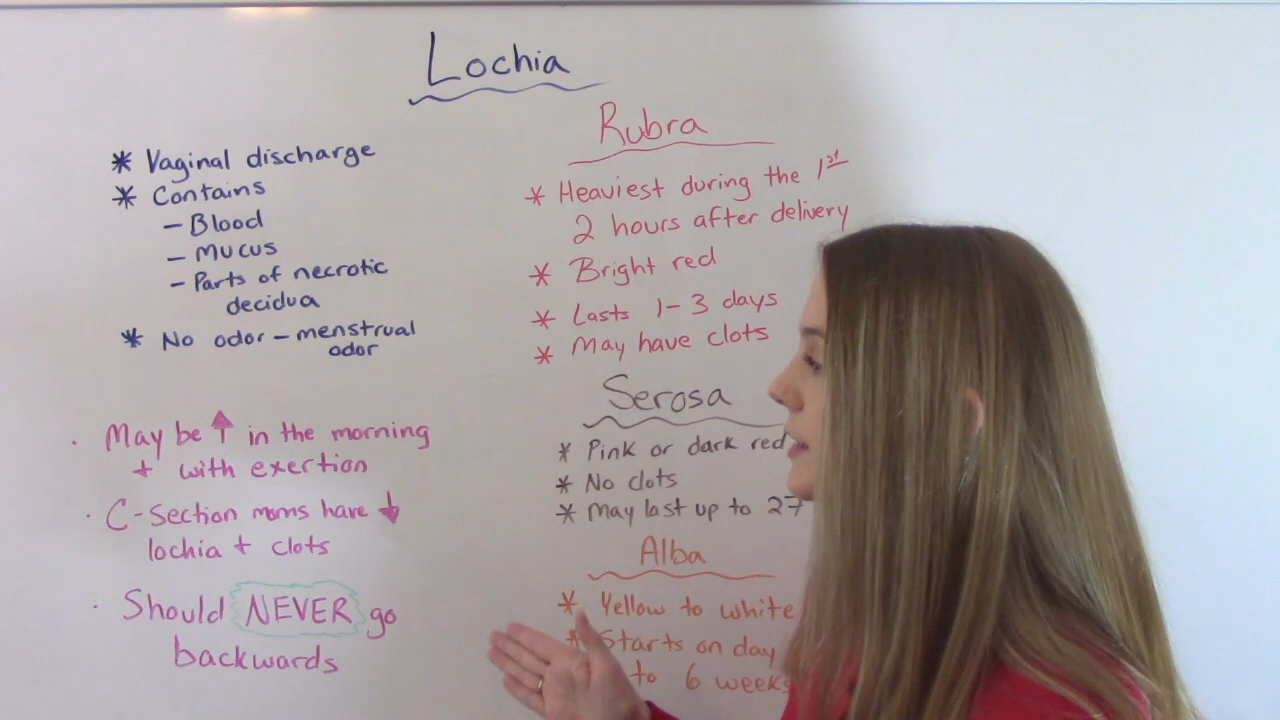 Lochia
* Vaginal discharge
* Contains
– Blood
– Mucus
– Parts of necrotic
decidua
* No odor – menstrual
odor
· May be ↑ in the morning
+ with exertion
· C-Section moms have ↓
lochia + clots
· Should NEVER go
backwards
Rubra
* Heaviest during the 1st
2 hours after delivery
* Bright red
* Lasts 1-3 days
* May have clots
Serosa
* Pink or dark red
* No clots
* May last up to 27
Alba
* Yellow to white
* Starts on day
to 6 weeks